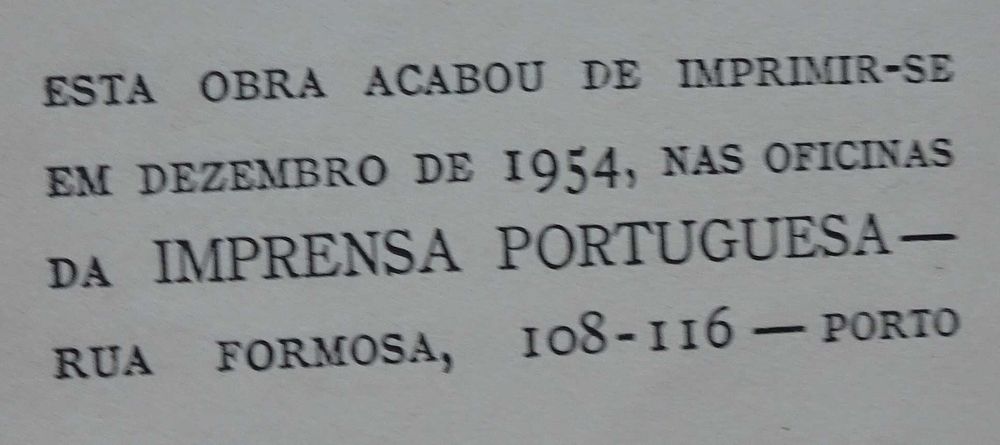 ESTA OBRA ACABOU DE IMPRIMIR-SE
EM DEZEMBRO DE 1954, NAS OFICINAS
DA IMPRENSA PORTUGUESA —
RUA FORMOSA, 108-116 — PORTO